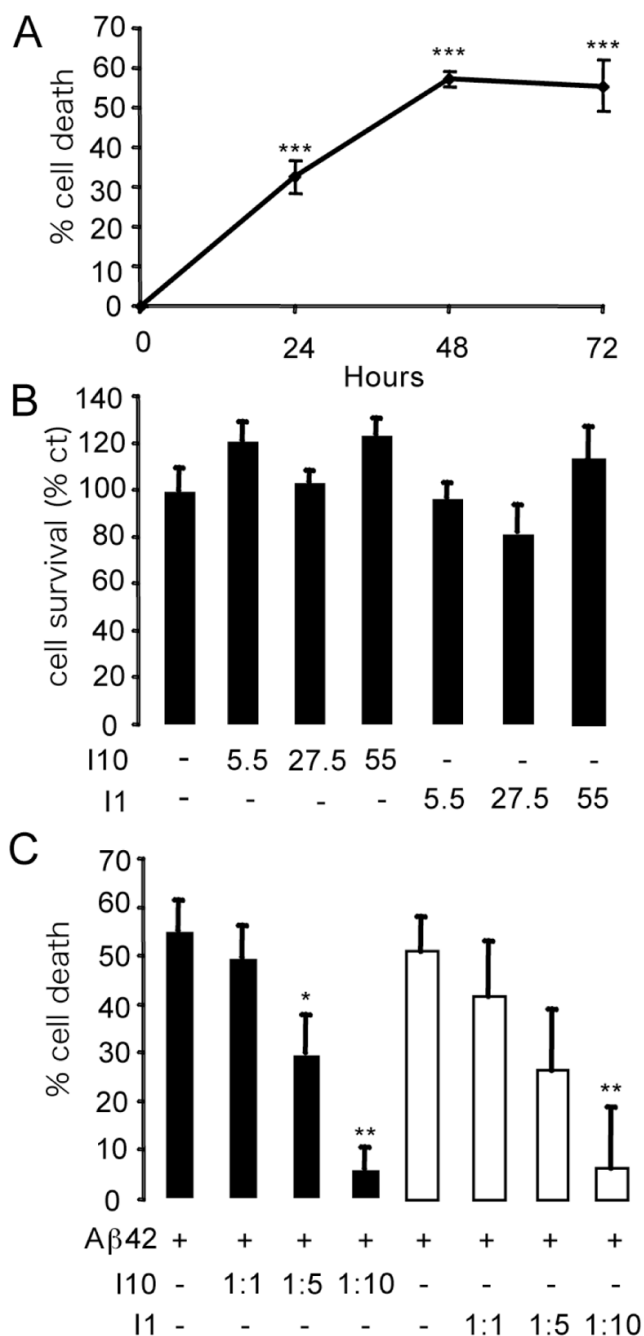 A
% cell death
70
60
50
40
30
20
10
0
***
***
***
0 24 48 72
Hours
B
cell survival (% ct)
140
120
100
80
60
40
20
0
I10 - 5.5 27.5 55 - - -
I1 - - - - 5.5 27.5 55
C
% cell death
70
60
50
40
30
20
10
0
*
**
**
Aβ42 + + + + + + + +
I10 - 1:1 1:5 1:10 - - - -
I1 - - - - - 1:1 1:5 1:10